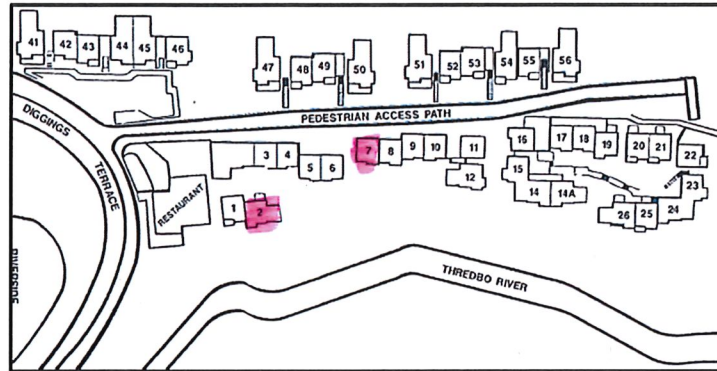 41 42 43 44 45 46
47 48 49 50
51 52 53 54 55 56
DIGGINGS
TERRACE
PEDESTRIAN ACCESS PATH
RESTAURANT
1 2
3 4
5 6
7 8 9 10
11
12
16 17 18 19 20 21 22
15
14 14A
23
24
26 25
THREDBO RIVER